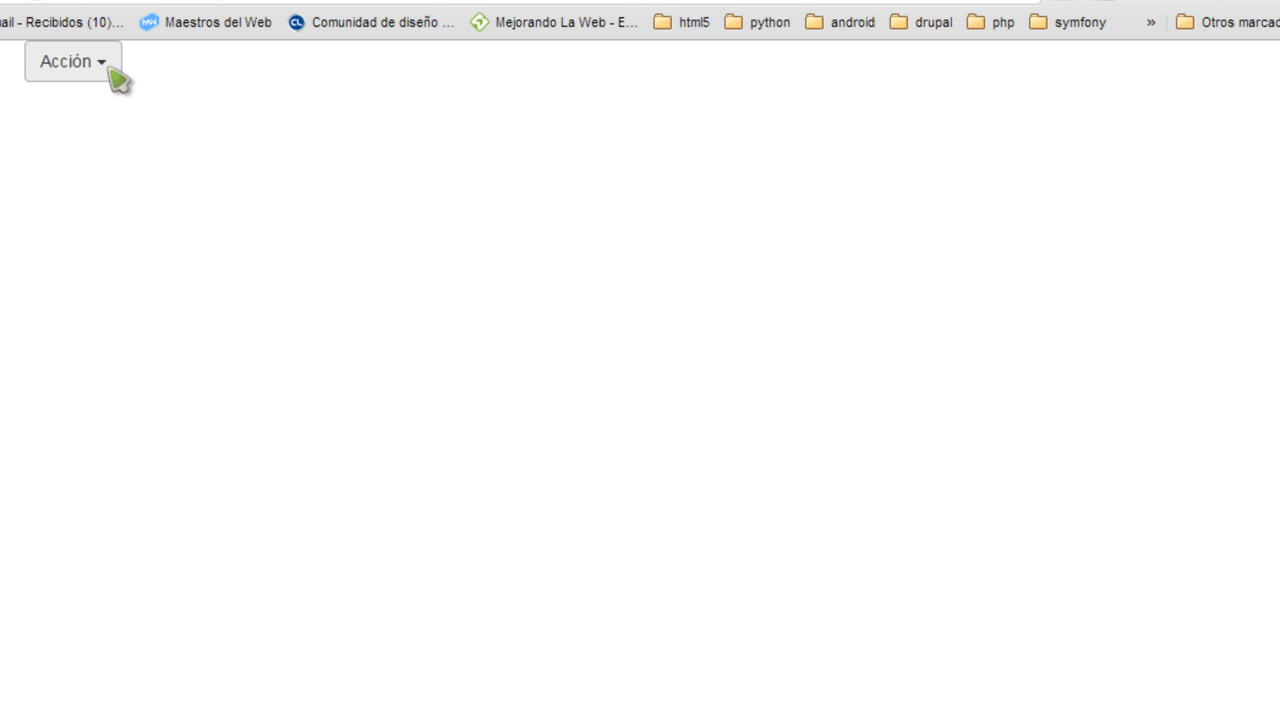 ail - Recibidos (10)... Maestros del Web Comunidad de diseño ... Mejorando La Web - E... html5 python android drupal php symfony » Otros marcad
Acción